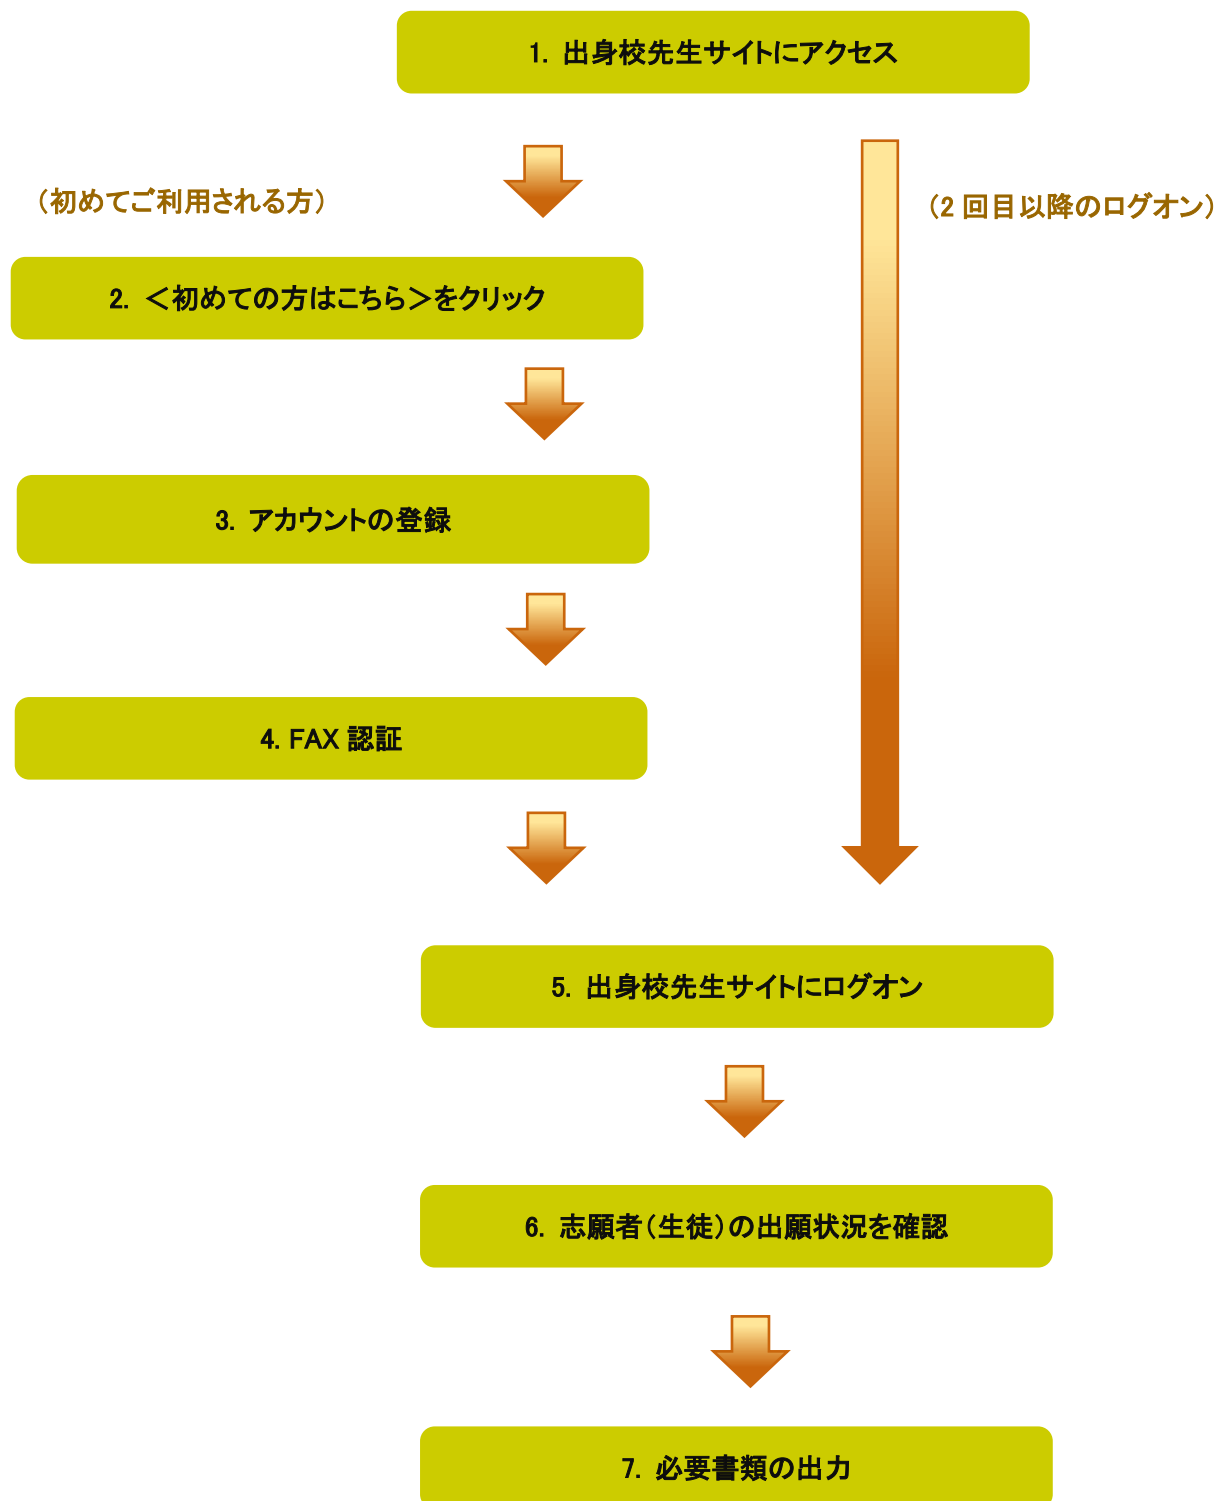 1. 出身校先生サイトにアクセス
（初めてご利用される方）
（2 回目以降のログオン）
2. ＜初めての方はこちら＞をクリック
3. アカウントの登録
4. FAX 認証
5. 出身校先生サイトにログオン
6. 志願者（生徒）の出願状況を確認
7. 必要書類の出力